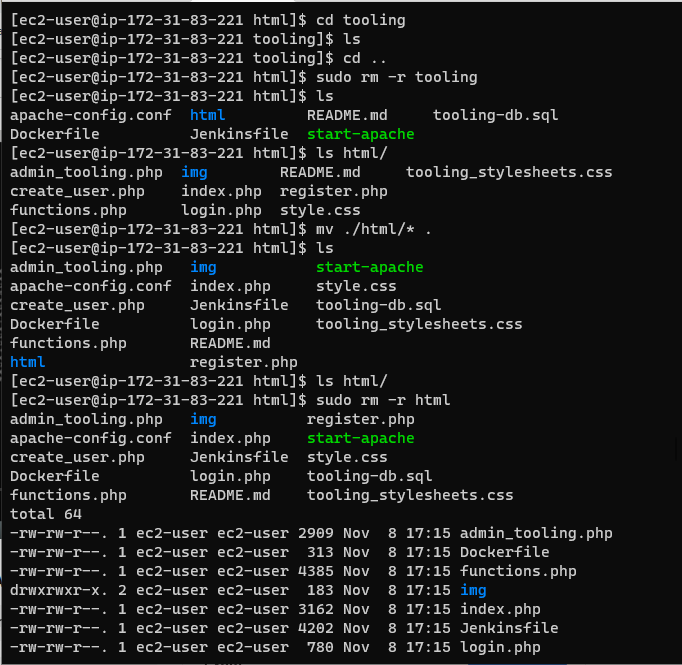 [ec2-user@ip-172-31-83-221 html]$ cd tooling
[ec2-user@ip-172-31-83-221 tooling]$ ls
[ec2-user@ip-172-31-83-221 tooling]$ cd ..
[ec2-user@ip-172-31-83-221 html]$ sudo rm -r tooling
[ec2-user@ip-172-31-83-221 html]$ ls
apache-config.conf  html         README.md     tooling-db.sql
Dockerfile          Jenkinsfile  start-apache
[ec2-user@ip-172-31-83-221 html]$ ls html/
admin_tooling.php  img        README.md     tooling_stylesheets.css
create_user.php    index.php  register.php
functions.php      login.php  style.css
[ec2-user@ip-172-31-83-221 html]$ mv ./html/* .
[ec2-user@ip-172-31-83-221 html]$ ls
admin_tooling.php   img           start-apache
apache-config.conf  index.php     style.css
create_user.php     Jenkinsfile   tooling-db.sql
Dockerfile          login.php     tooling_stylesheets.css
functions.php       README.md
html                register.php
[ec2-user@ip-172-31-83-221 html]$ ls html/
[ec2-user@ip-172-31-83-221 html]$ sudo rm -r html
admin_tooling.php   img          register.php
apache-config.conf  index.php    start-apache
create_user.php     Jenkinsfile  style.css
Dockerfile          login.php    tooling-db.sql
functions.php       README.md    tooling_stylesheets.css
total 64
-rw-rw-r--. 1 ec2-user ec2-user 2909 Nov  8 17:15 admin_tooling.php
-rw-rw-r--. 1 ec2-user ec2-user  313 Nov  8 17:15 Dockerfile
-rw-rw-r--. 1 ec2-user ec2-user 4385 Nov  8 17:15 functions.php
drwxrwxr-x. 2 ec2-user ec2-user  183 Nov  8 17:15 img
-rw-rw-r--. 1 ec2-user ec2-user 3162 Nov  8 17:15 index.php
-rw-rw-r--. 1 ec2-user ec2-user 4202 Nov  8 17:15 Jenkinsfile
-rw-rw-r--. 1 ec2-user ec2-user  780 Nov  8 17:15 login.php